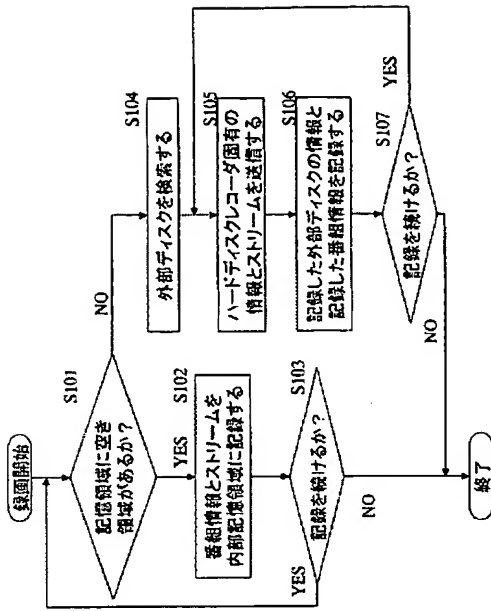 録画開始
S101
記憶領域に空き
領域があるか？
NO
YES
S102
番組情報とストリームを
内部記憶領域に記録する
S103
記録を続けるか？
YES
NO
S104
外部ディスクを検索する
S105
ハードディスクレコーダ固有の
情報とストリームを送信する
S106
記録した外部ディスクの情報と
記録した番組情報を記録する
S107
記録を続けるか？
YES
NO
終了